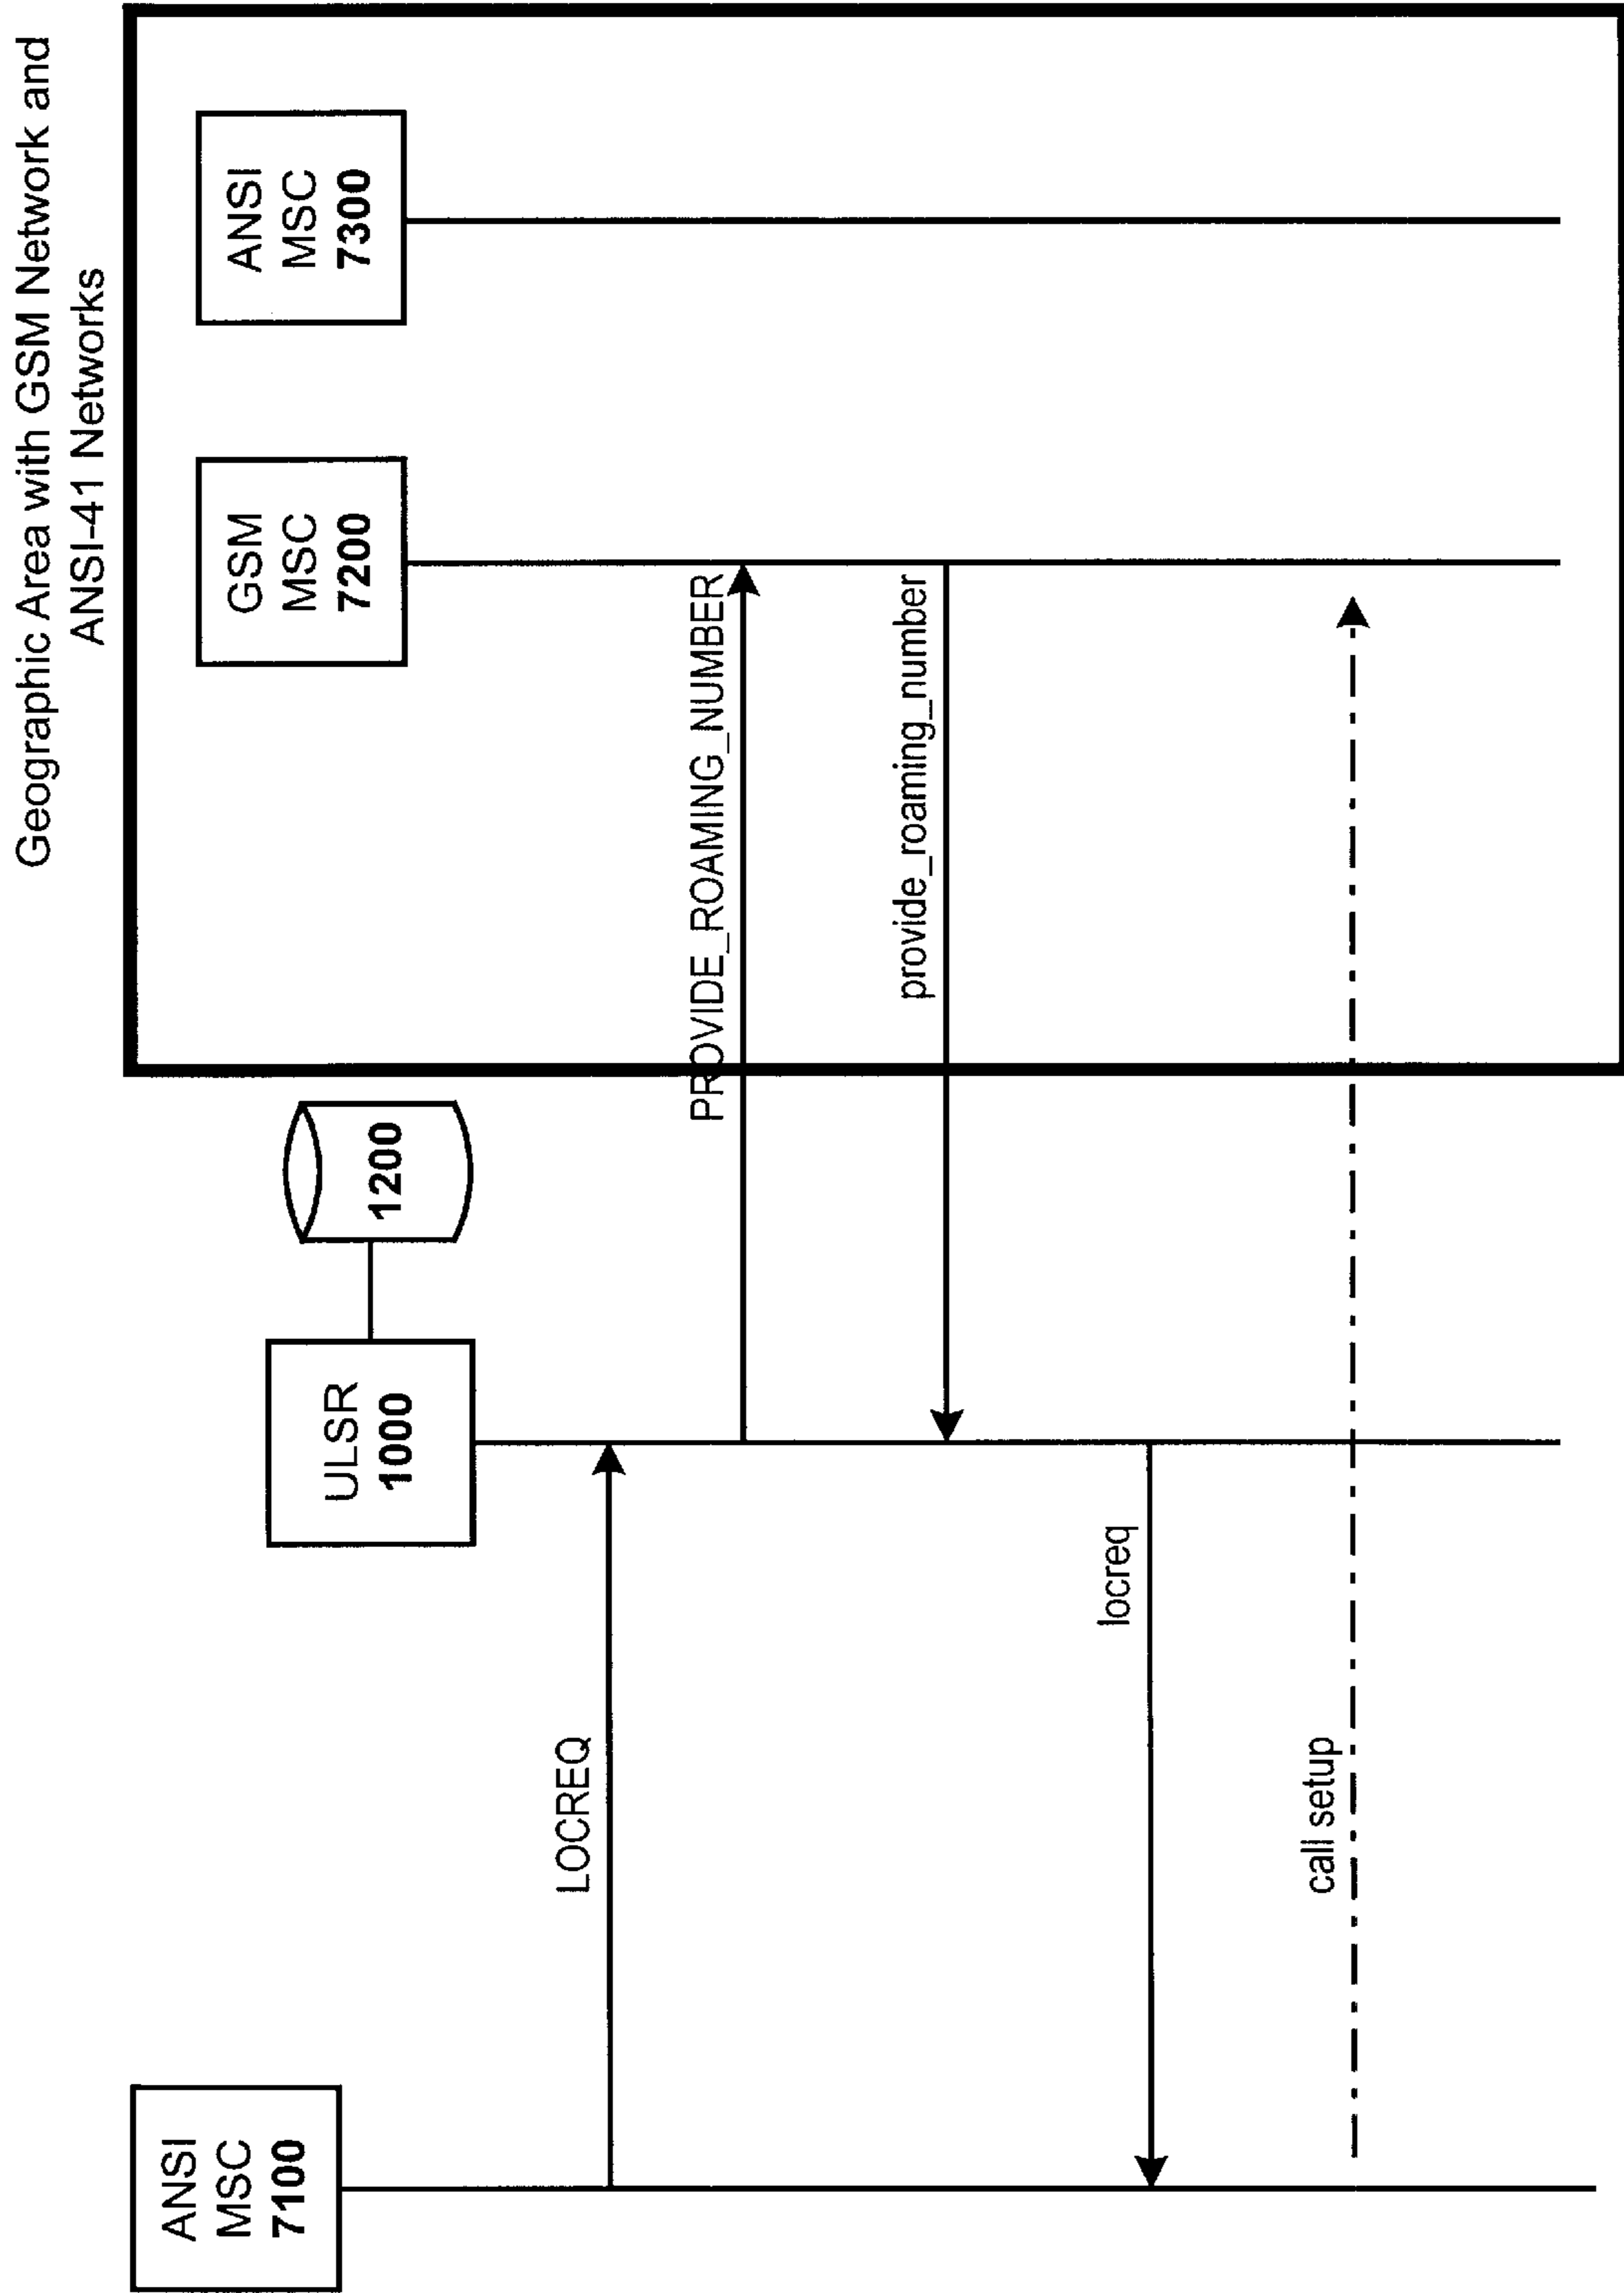 Geographic Area with GSM Network and
ANSI-41 Networks
ANSI
MSC
7100
ULSR
1000
1200
GSM
MSC
7200
ANSI
MSC
7300
LOCREQ
PROVIDE_ROAMING_NUMBER
provide_roaming_number
locreq
call setup